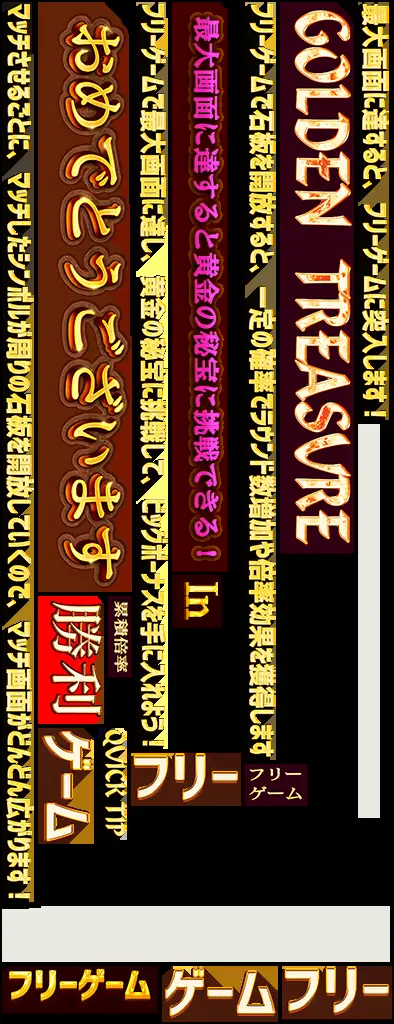 マッチさせるごとに、マッチしたシンボルが周りの石板を開放していくので、マッチ画面がどんどん広がります！
おめでとうございます
フリーゲームで最大画面に達し、黄金の秘宝に挑戦して、ビッグボーナスを手に入れよう！
最大画面に達すると黄金の秘宝に挑戦できる！
フリーゲームで石板を開放すると、一定の確率でラウンド数増加や倍率効果を獲得します
GOLDEN TREASURE
最大画面に達すると、フリーゲームに突入します！
In
勝利
累積倍率
ゲーム
QUICK TIP
フリー
フリー
ゲーム
フリーゲーム
ゲーム
フリー